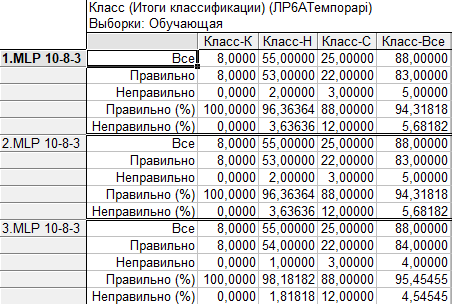 Класс (Итоги классификации) (ЛР6АТемпорарі)
Выборки: Обучающая
Класс-К Класс-Н Класс-С Класс-Все
1.MLP 10-8-3 Все 8,0000 55,00000 25,00000 88,00000
Правильно 8,0000 53,00000 22,00000 83,00000
Неправильно 0,0000 2,00000 3,00000 5,00000
Правильно (%) 100,0000 96,36364 88,00000 94,31818
Неправильно (%) 0,0000 3,63636 12,00000 5,68182
2.MLP 10-8-3 Все 8,0000 55,00000 25,00000 88,00000
Правильно 8,0000 53,00000 22,00000 83,00000
Неправильно 0,0000 2,00000 3,00000 5,00000
Правильно (%) 100,0000 96,36364 88,00000 94,31818
Неправильно (%) 0,0000 3,63636 12,00000 5,68182
3.MLP 10-8-3 Все 8,0000 55,00000 25,00000 88,00000
Правильно 8,0000 54,00000 22,00000 84,00000
Неправильно 0,0000 1,00000 3,00000 4,00000
Правильно (%) 100,0000 98,18182 88,00000 95,45455
Неправильно (%) 0,0000 1,81818 12,00000 4,54545